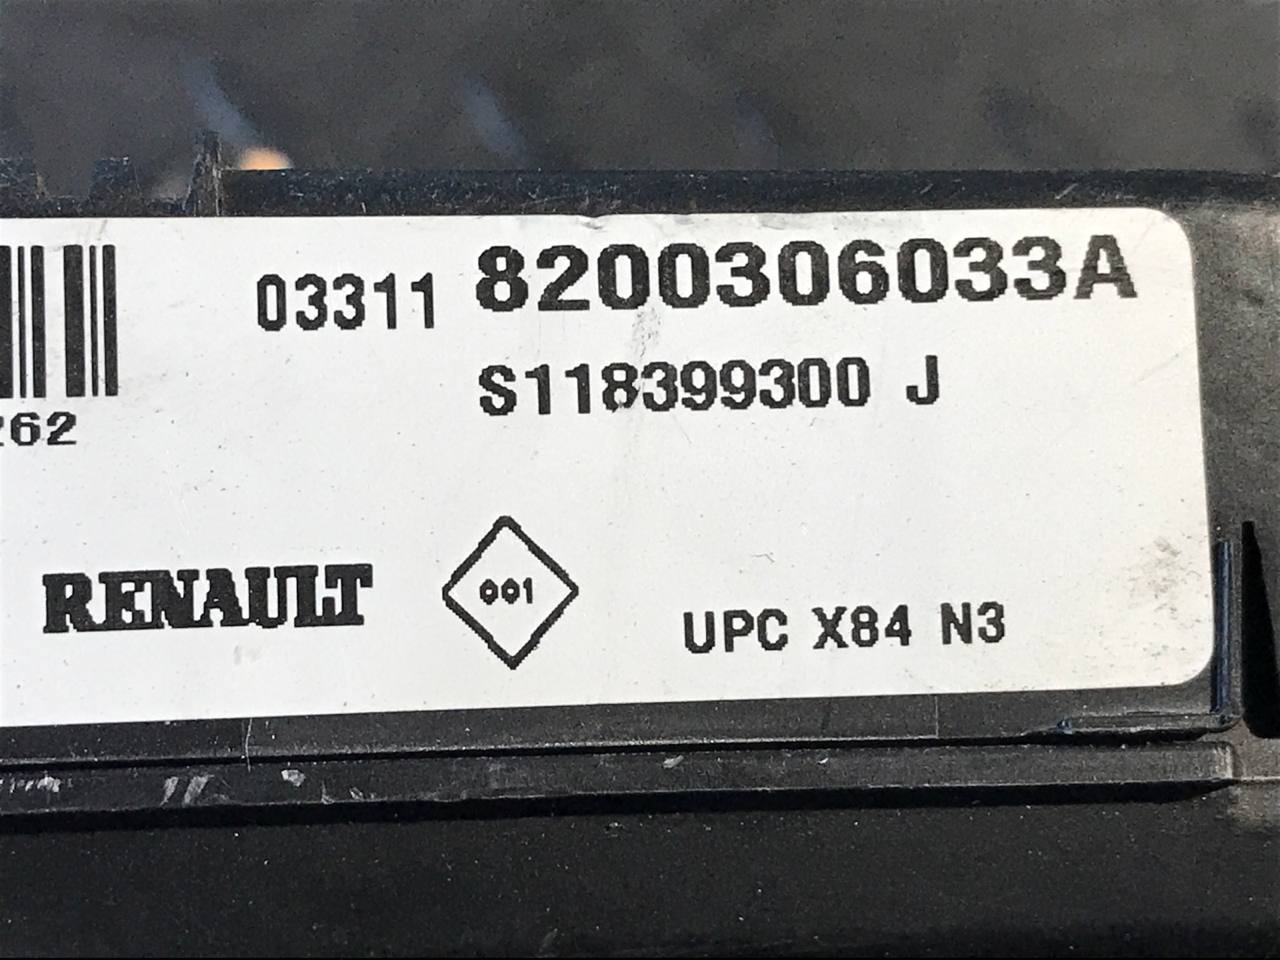 03311 8200306033A
S118399300 J
262
RENAULT 001 UPC X84 N3